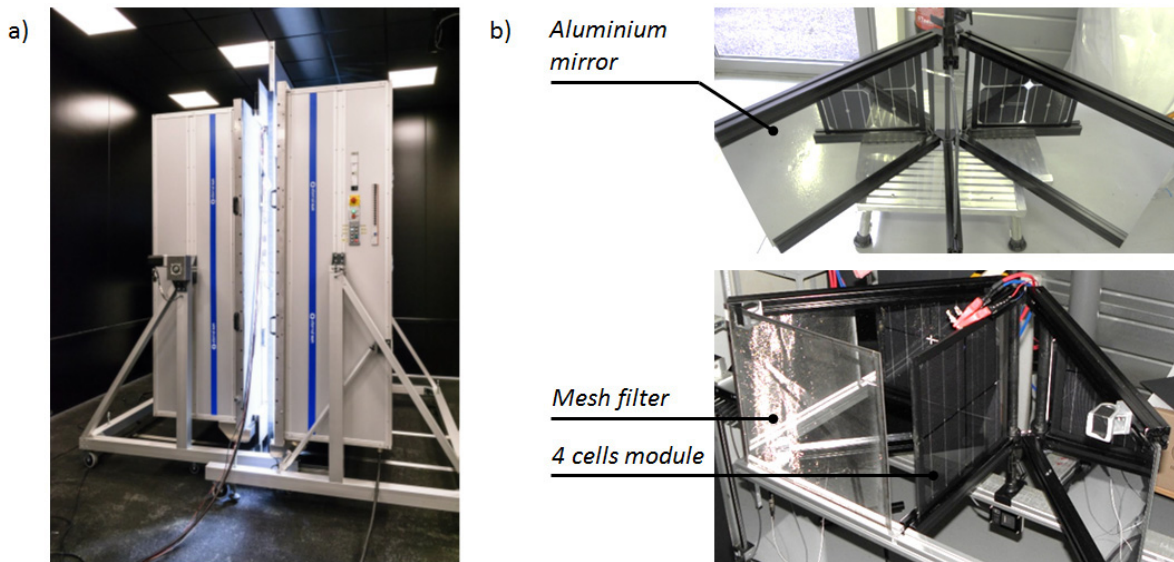 a)
b)
Aluminium
mirror
Mesh filter
4 cells module